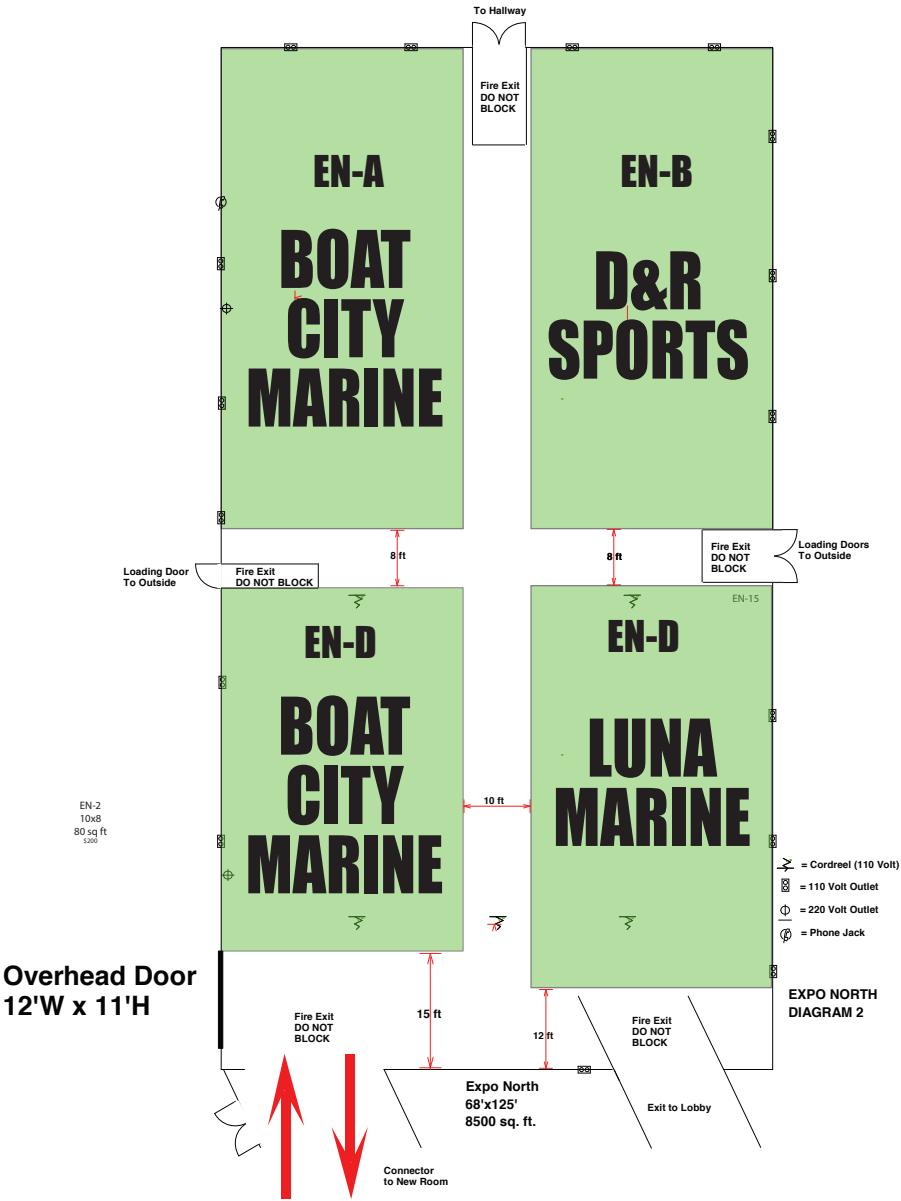 To Hallway
Fire Exit
DO NOT
BLOCK
EN-A
BOAT
CITY
MARINE
EN-B
D&R
SPORTS
8 ft
8 ft
Fire Exit
DO NOT
BLOCK
Loading Doors
To Outside
Loading Door
To Outside
Fire Exit
DO NOT BLOCK
EN-15
EN-D
BOAT
CITY
MARINE
EN-D
LUNA
MARINE
10 ft
EN-2
10x8
80 sq ft
$200
= Cordreel (110 Volt)
= 110 Volt Outlet
= 220 Volt Outlet
= Phone Jack
Overhead Door
12'W x 11'H
Fire Exit
DO NOT
BLOCK
15 ft
12 ft
Fire Exit
DO NOT
BLOCK
EXPO NORTH
DIAGRAM 2
Expo North
68'x125'
8500 sq. ft.
Exit to Lobby
Connector
to New Room